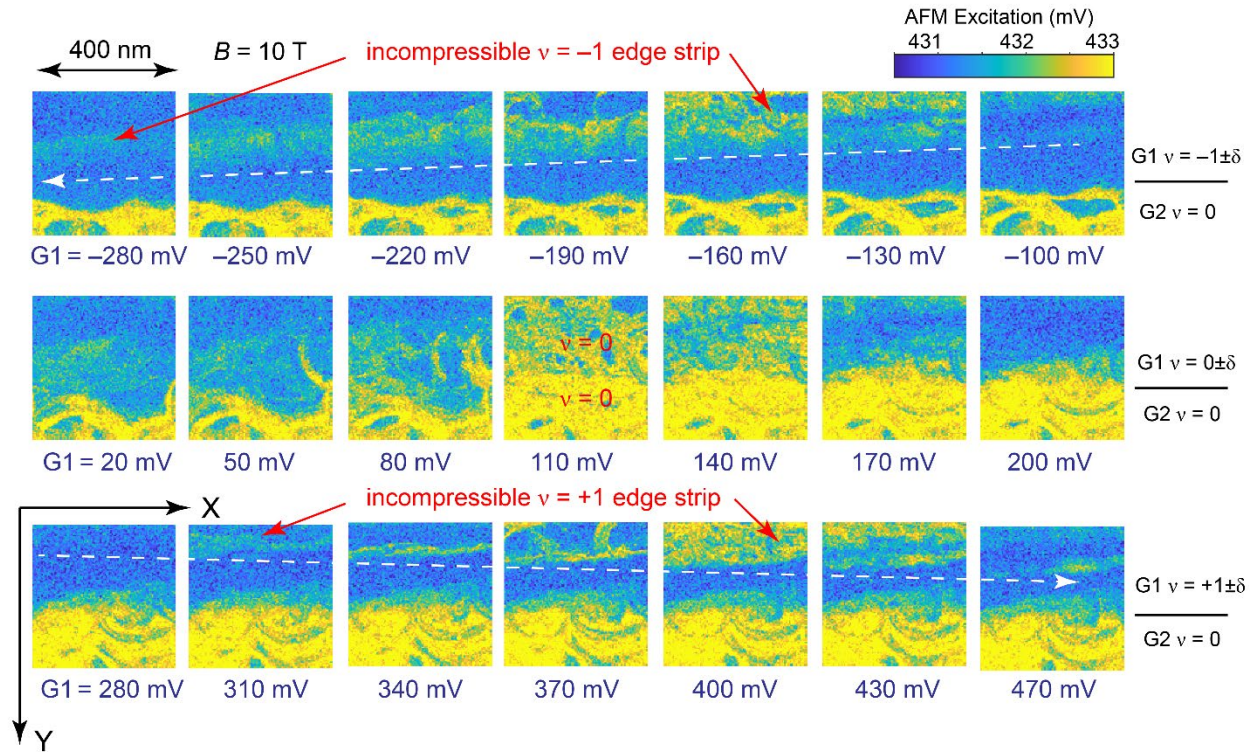 AFM Excitation (mV)
431 432 433
400 nm
B = 10 T
incompressible ν = –1 edge strip
G1 ν = –1±δ
G2 ν = 0
G1 = –280 mV –250 mV –220 mV –190 mV –160 mV –130 mV –100 mV
ν = 0
ν = 0
G1 ν = 0±δ
G2 ν = 0
G1 = 20 mV 50 mV 80 mV 110 mV 140 mV 170 mV 200 mV
X
incompressible ν = +1 edge strip
G1 ν = +1±δ
G2 ν = 0
G1 = 280 mV 310 mV 340 mV 370 mV 400 mV 430 mV 470 mV
Y